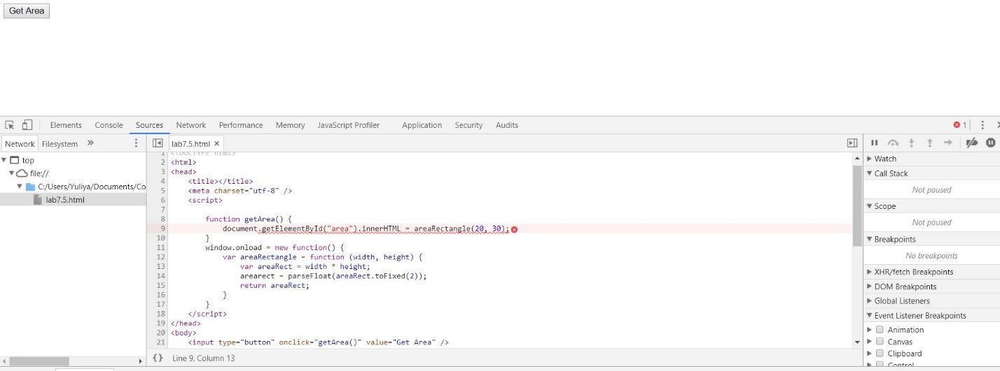 Get Area
Elements Console Sources Network Performance Memory JavaScript Profiler Application Security Audits 1
Network Filesystem »
lab7.5.html ×
top
file://
C:/Users/Yuliya/Documents/Co
lab7.5.html
1 <!DOCTYPE html>
2 <html>
3 <head>
4 <title></title>
5 <meta charset="utf-8" />
6 <script>
7
8 function getArea() {
9 document.getElementById("area").innerHTML = areaRectangle(20, 30);
10 }
11 window.onload = new function() {
12 var areaRectangle = function (width, height) {
13 var areaRect = width * height;
14 arearect = parseFloat(areaRect.toFixed(2));
15 return areaRect;
16 }
17 }
18 </script>
19 </head>
20 <body>
21 <input type="button" onclick="getArea()" value="Get Area" />
{} Line 9, Column 13
Watch
Call Stack
Not paused
Scope
Not paused
Breakpoints
No breakpoints
XHR/fetch Breakpoints
DOM Breakpoints
Global Listeners
Event Listener Breakpoints
Animation
Canvas
Clipboard
Control